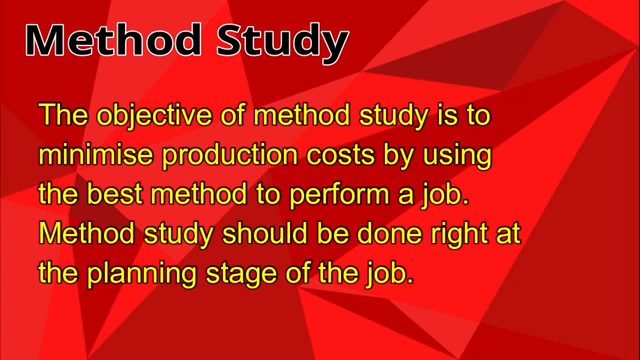 Method Study
The objective of method study is to
minimise production costs by using
the best method to perform a job.
Method study should be done right at
the planning stage of the job.